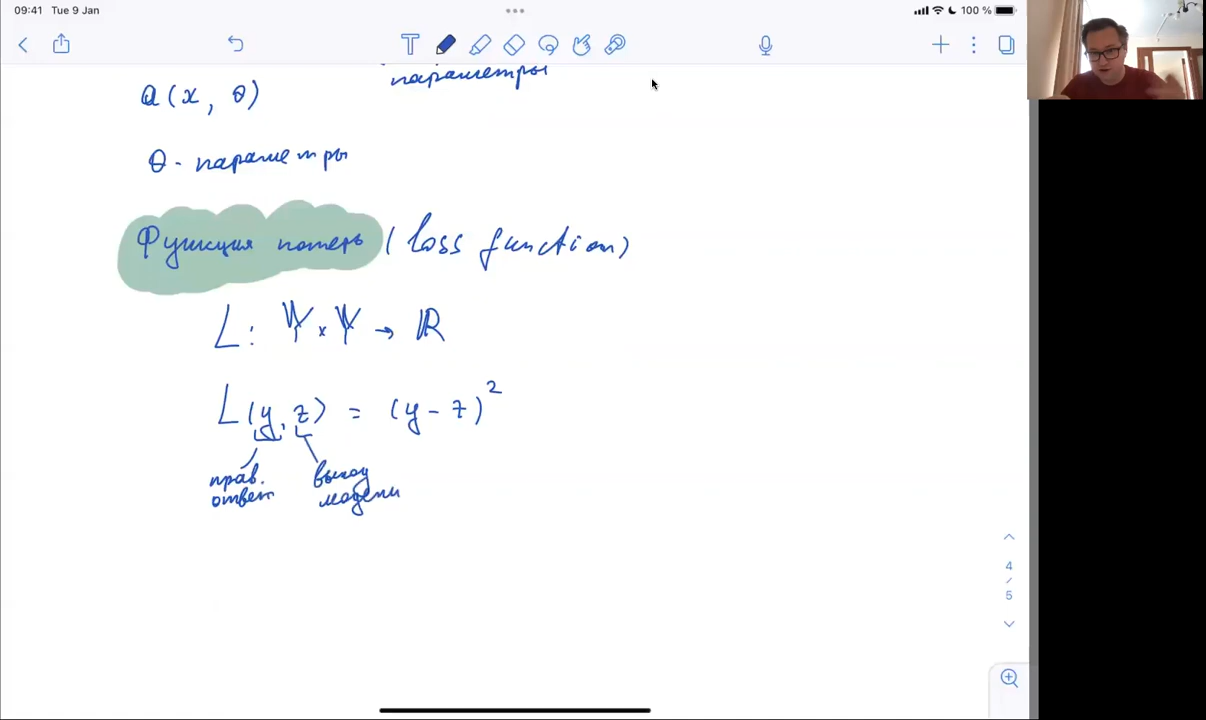 09:41 Tue 9 Jan
100 %
параметры
a(x, θ)
θ - параметры
Функция потерь (loss function)
L: Y × Y → ℝ
L(y, z) = (y - z)²
прав. выход
ответ модели
4
/
5